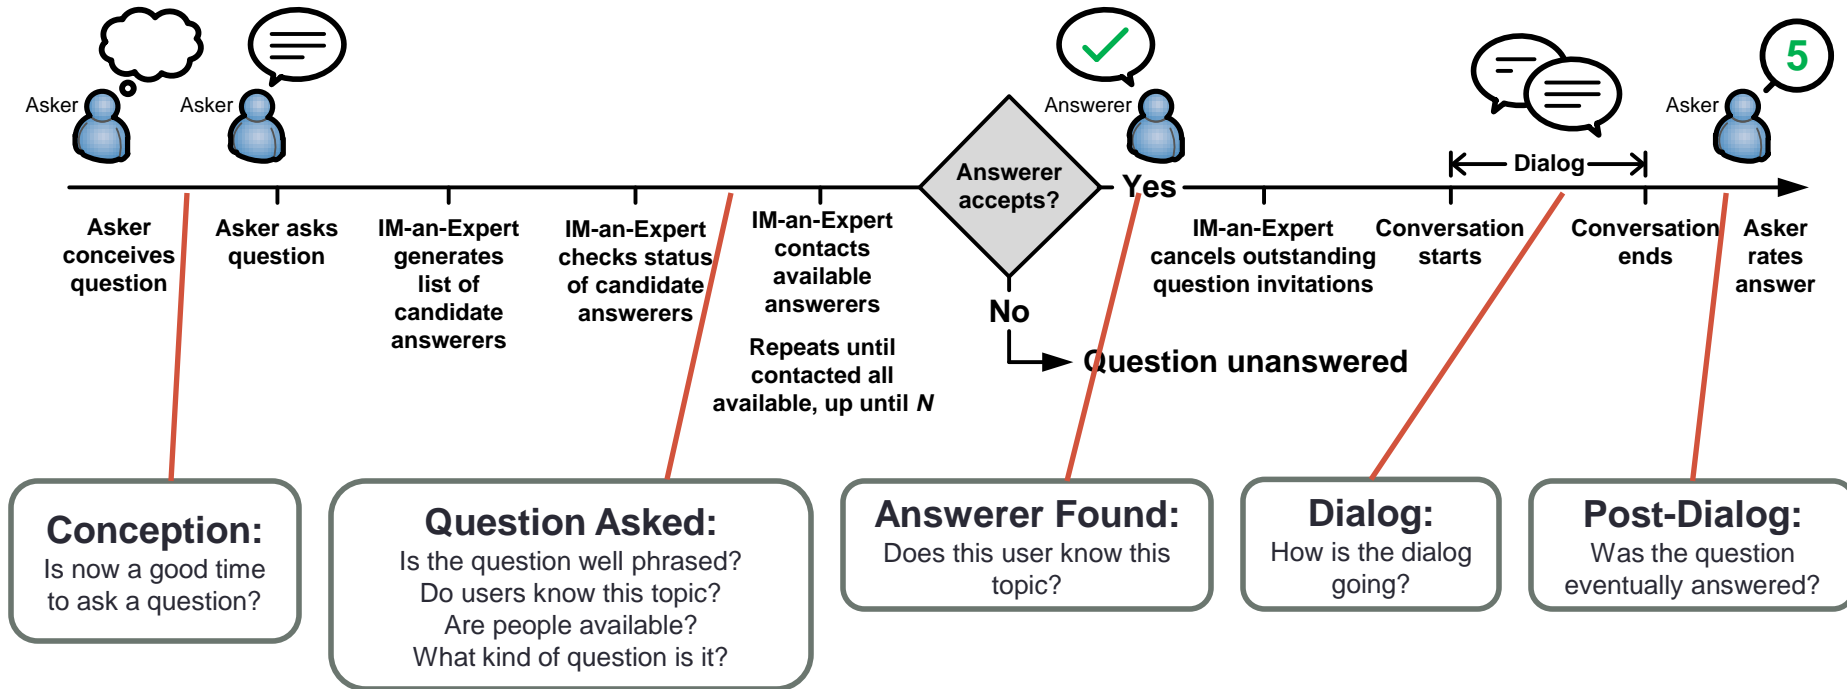 Asker
Asker
Answerer
Asker
5
Dialog
Answerer
accepts?
Yes
No
Question unanswered
Asker
conceives
question
Asker asks
question
IM-an-Expert
generates
list of
candidate
answerers
IM-an-Expert
checks status
of candidate
answerers
IM-an-Expert
contacts
available
answerers
Repeats until
contacted all
available, up until N
IM-an-Expert
cancels outstanding
question invitations
Conversation
starts
Conversation
ends
Asker
rates
answer
Conception:
Is now a good time
to ask a question?
Question Asked:
Is the question well phrased?
Do users know this topic?
Are people available?
What kind of question is it?
Answerer Found:
Does this user know this
topic?
Dialog:
How is the dialog
going?
Post-Dialog:
Was the question
eventually answered?